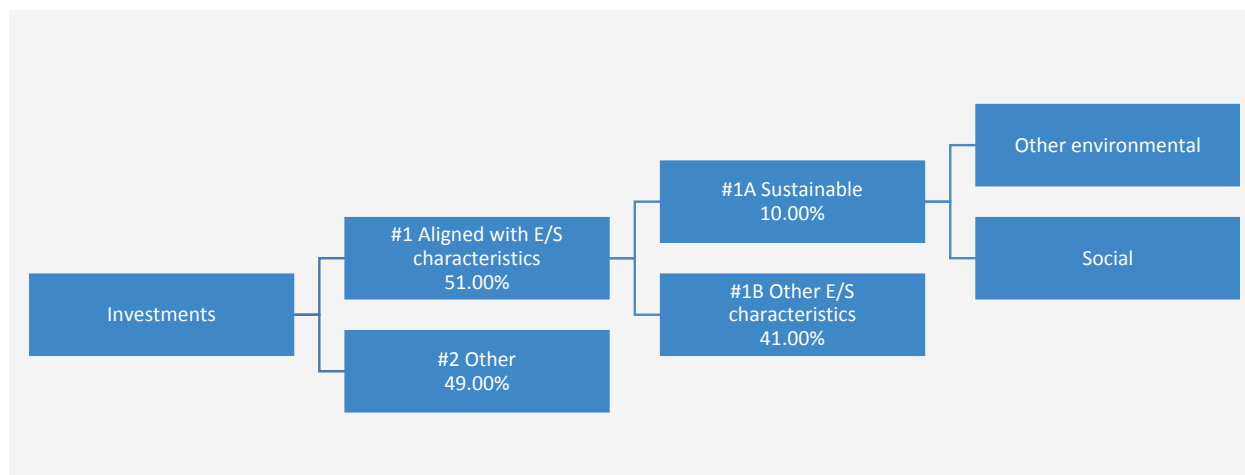 Investments
#1 Aligned with E/S
characteristics
51.00%
#2 Other
49.00%
#1A Sustainable
10.00%
#1B Other E/S
characteristics
41.00%
Other environmental
Social